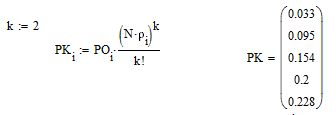 k := 2
PK_i := PO_i · (N·ρ_i)^k / k!
PK =
0.033
0.095
0.154
0.2
0.228